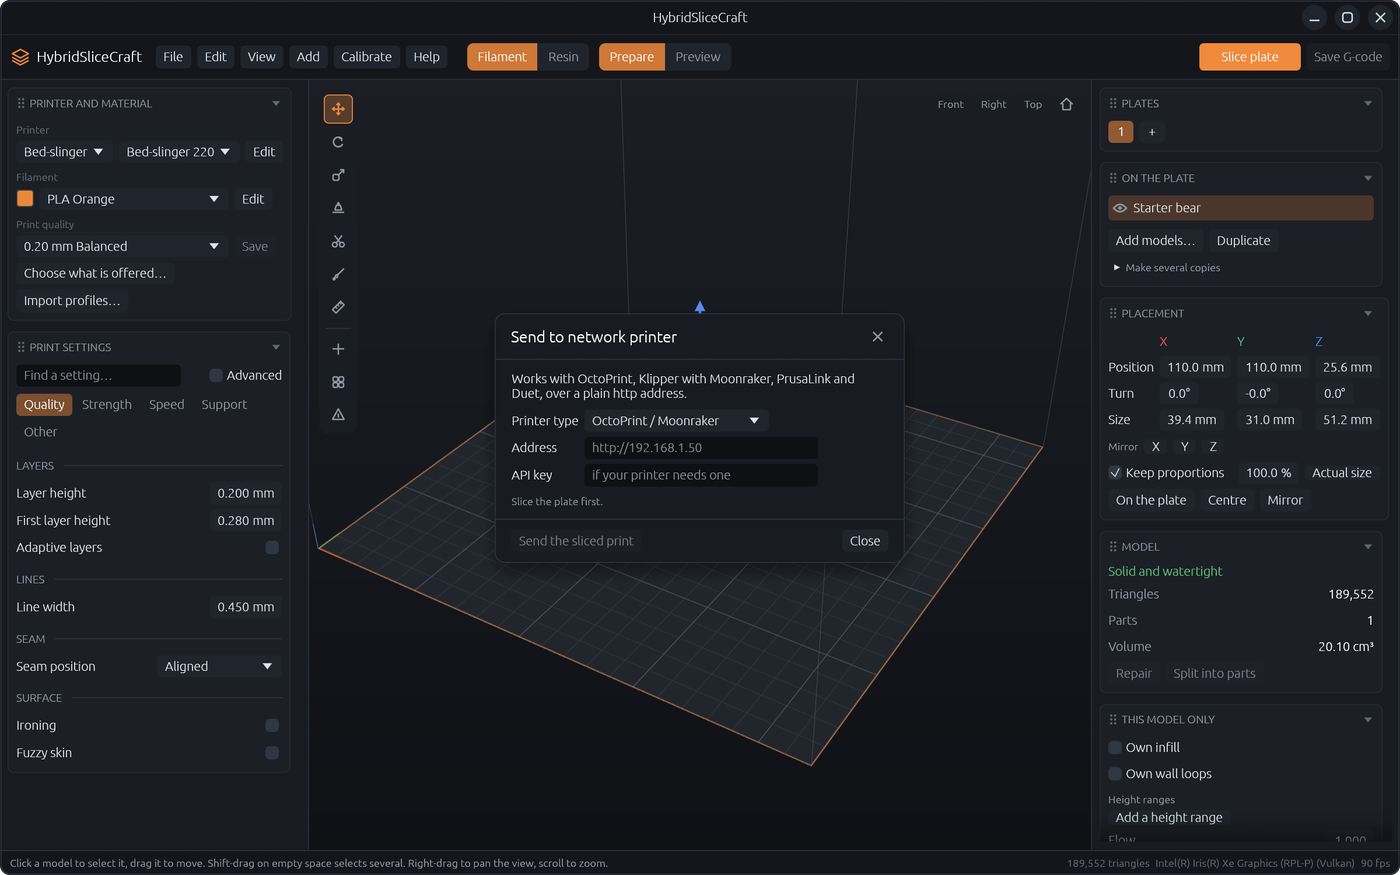 HybridSliceCraft
HybridSliceCraft File Edit View Add Calibrate Help Filament Resin Prepare Preview Slice plate Save G-code
PRINTER AND MATERIAL
Printer
Bed-slinger Bed-slinger 220 Edit
Filament
PLA Orange Edit
Print quality
0.20 mm Balanced Save
Choose what is offered…
Import profiles…
PRINT SETTINGS
Find a setting… Advanced
Quality Strength Speed Support
Other
LAYERS
Layer height 0.200 mm
First layer height 0.280 mm
Adaptive layers
LINES
Line width 0.450 mm
SEAM
Seam position Aligned
SURFACE
Ironing
Fuzzy skin
Front Right Top
Send to network printer
Works with OctoPrint, Klipper with Moonraker, PrusaLink and
Duet, over a plain http address.
Printer type OctoPrint / Moonraker
Address http://192.168.1.50
API key if your printer needs one
Slice the plate first.
Send the sliced print Close
PLATES
1 +
ON THE PLATE
Starter bear
Add models… Duplicate
Make several copies
PLACEMENT
X Y Z
Position 110.0 mm 110.0 mm 25.6 mm
Turn 0.0° -0.0° 0.0°
Size 39.4 mm 31.0 mm 51.2 mm
Mirror X Y Z
Keep proportions 100.0 % Actual size
On the plate Centre Mirror
MODEL
Solid and watertight
Triangles 189,552
Parts 1
Volume 20.10 cm³
Repair Split into parts
THIS MODEL ONLY
Own infill
Own wall loops
Height ranges
Add a height range
Flow 1.000
Click a model to select it, drag it to move. Shift-drag on empty space selects several. Right-drag to pan the view, scroll to zoom.
189,552 triangles Intel(R) Iris(R) Xe Graphics (RPL-P) (Vulkan) 90 fps